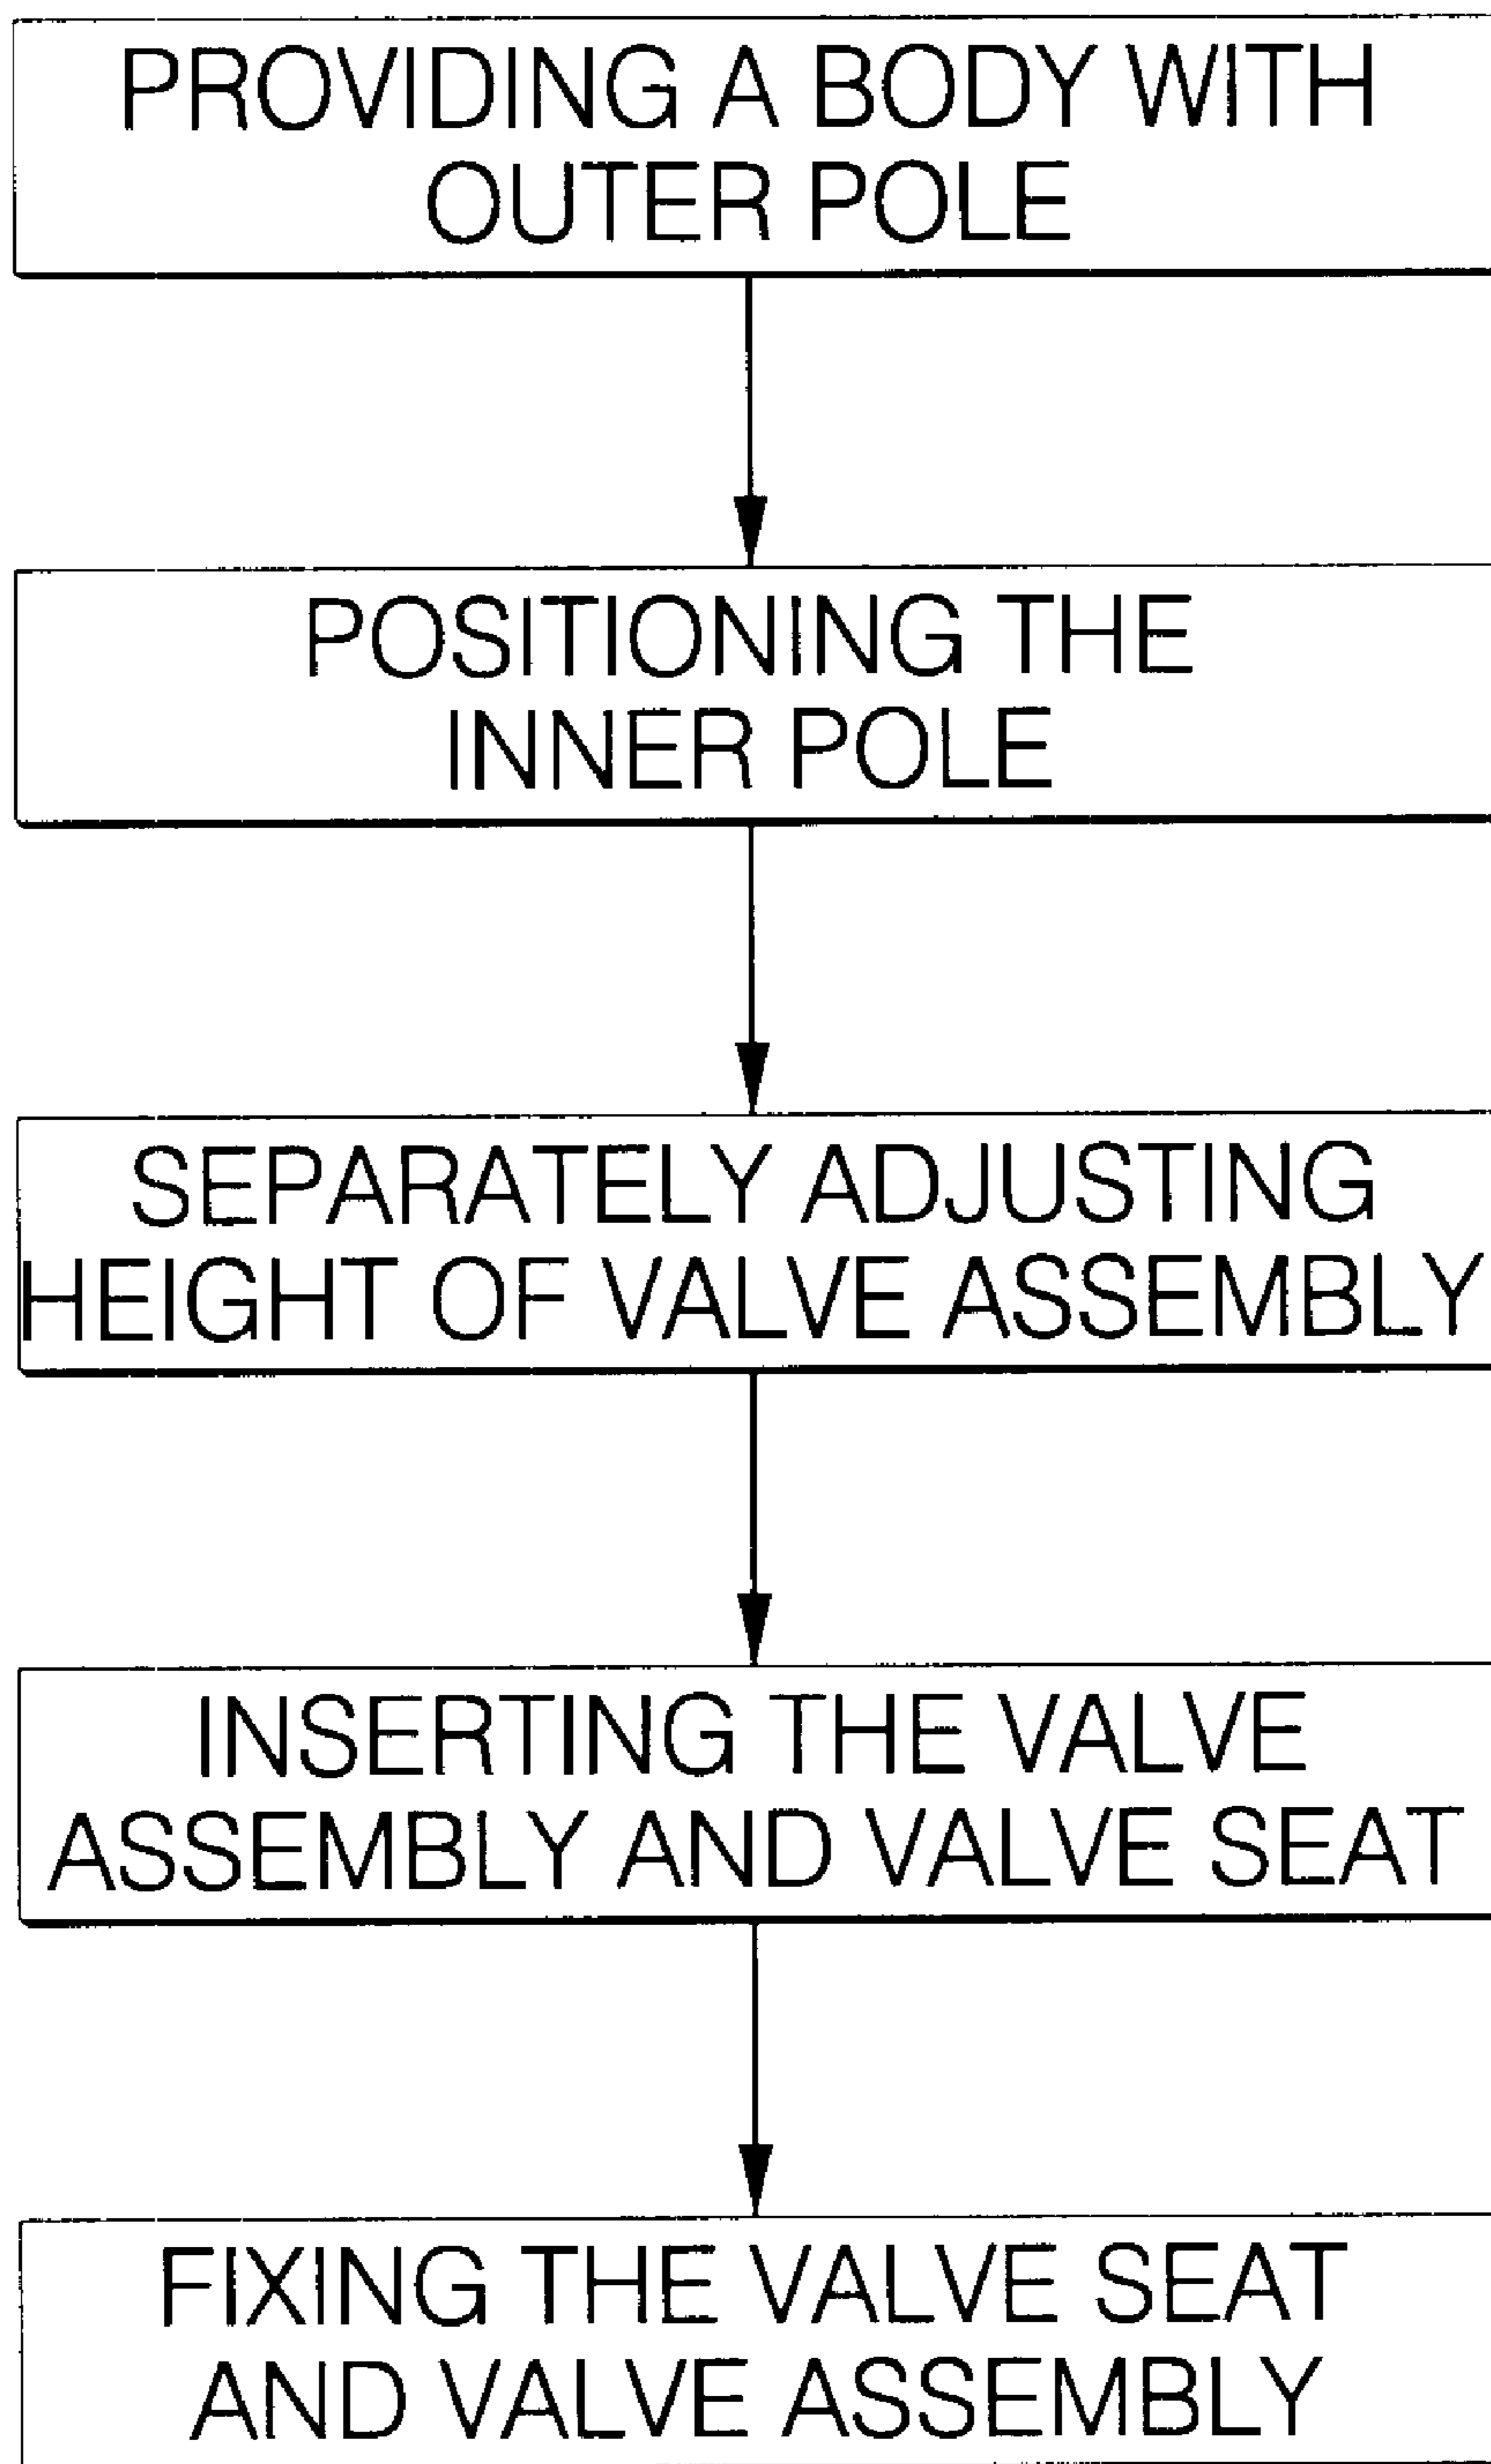 PROVIDING A BODY WITH
OUTER POLE
POSITIONING THE
INNER POLE
SEPARATELY ADJUSTING
HEIGHT OF VALVE ASSEMBLY
INSERTING THE VALVE
ASSEMBLY AND VALVE SEAT
FIXING THE VALVE SEAT
AND VALVE ASSEMBLY